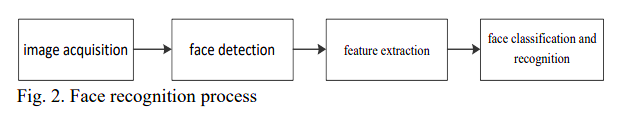 image acquisition
face detection
feature extraction
face classification and
recognition
Fig. 2. Face recognition process